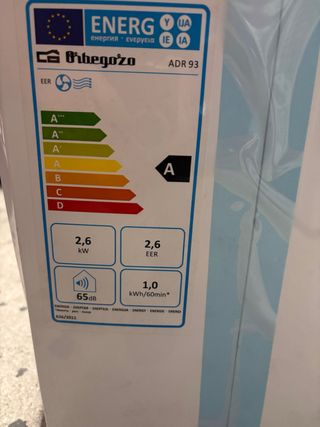 ENERG Y UA
енергия · ενεργεια IE IA
Orbegozo
ADR 93
EER
A+++
A++
A+
A
B
C
D
A
2,6
kW
2,6
EER
65dB
1,0
kWh/60min*
626/2011